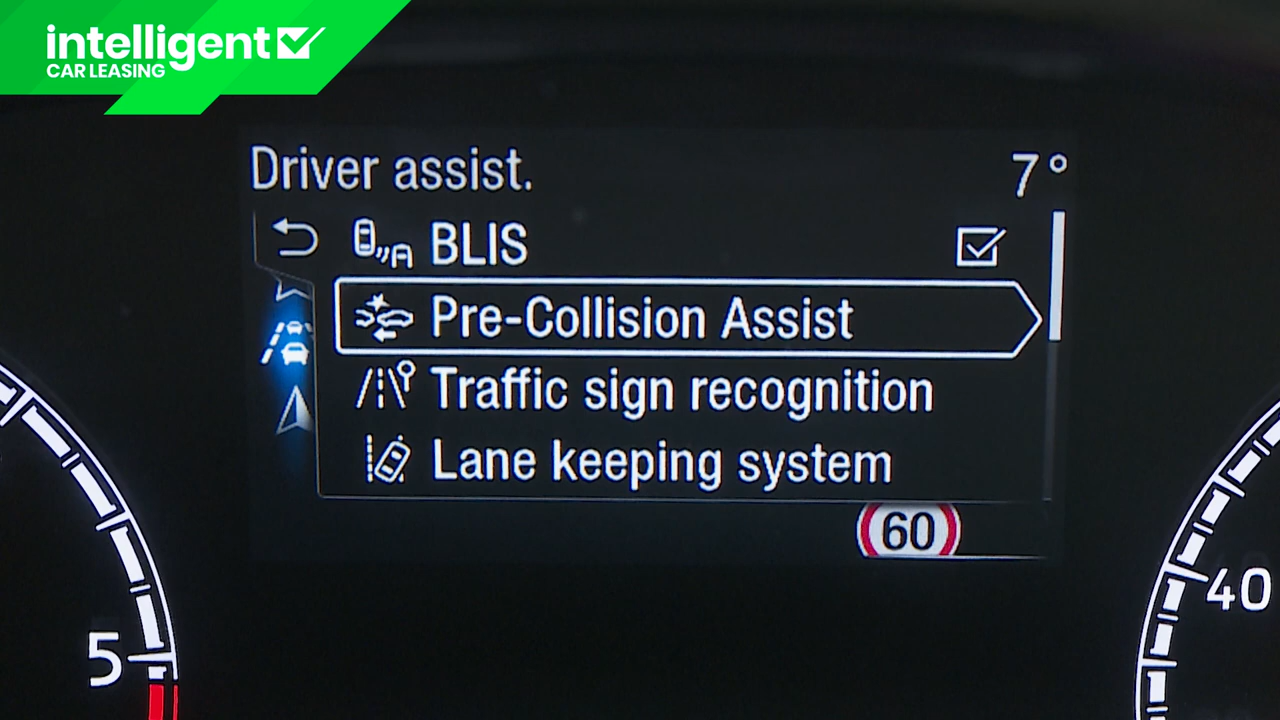 intelligent
CAR LEASING
Driver assist. 7°
BLIS
Pre-Collision Assist
Traffic sign recognition
Lane keeping system
60
40
5